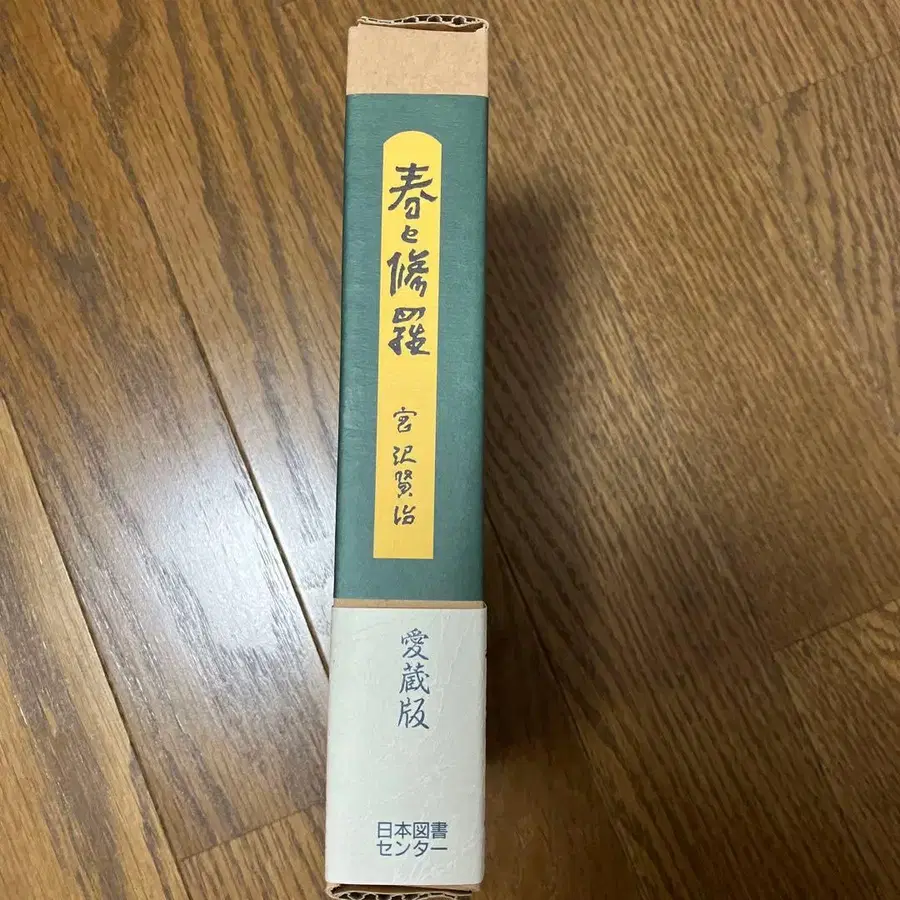 春と修羅
宮沢賢治
愛蔵版
日本図書
センター